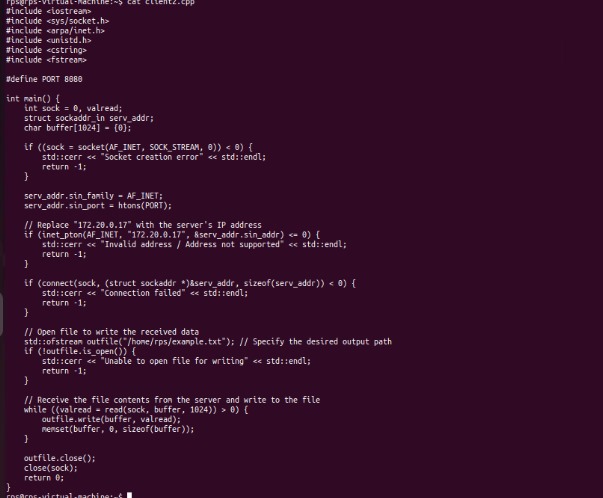 rps@rps-virtual-machine:~$ cat client2.cpp
#include <iostream>
#include <sys/socket.h>
#include <arpa/inet.h>
#include <unistd.h>
#include <cstring>
#include <fstream>

#define PORT 8080

int main() {
    int sock = 0, valread;
    struct sockaddr_in serv_addr;
    char buffer[1024] = {0};

    if ((sock = socket(AF_INET, SOCK_STREAM, 0)) < 0) {
        std::cerr << "Socket creation error" << std::endl;
        return -1;
    }

    serv_addr.sin_family = AF_INET;
    serv_addr.sin_port = htons(PORT);

    // Replace "172.20.0.17" with the server's IP address
    if (inet_pton(AF_INET, "172.20.0.17", &serv_addr.sin_addr) <= 0) {
        std::cerr << "Invalid address / Address not supported" << std::endl;
        return -1;
    }

    if (connect(sock, (struct sockaddr *)&serv_addr, sizeof(serv_addr)) < 0) {
        std::cerr << "Connection failed" << std::endl;
        return -1;
    }

    // Open file to write the received data
    std::ofstream outfile("/home/rps/example.txt"); // Specify the desired output path
    if (!outfile.is_open()) {
        std::cerr << "Unable to open file for writing" << std::endl;
        return -1;
    }

    // Receive the file contents from the server and write to the file
    while ((valread = read(sock, buffer, 1024)) > 0) {
        outfile.write(buffer, valread);
        memset(buffer, 0, sizeof(buffer));
    }

    outfile.close();
    close(sock);
    return 0;
}
rps@rps-virtual-machine:~$